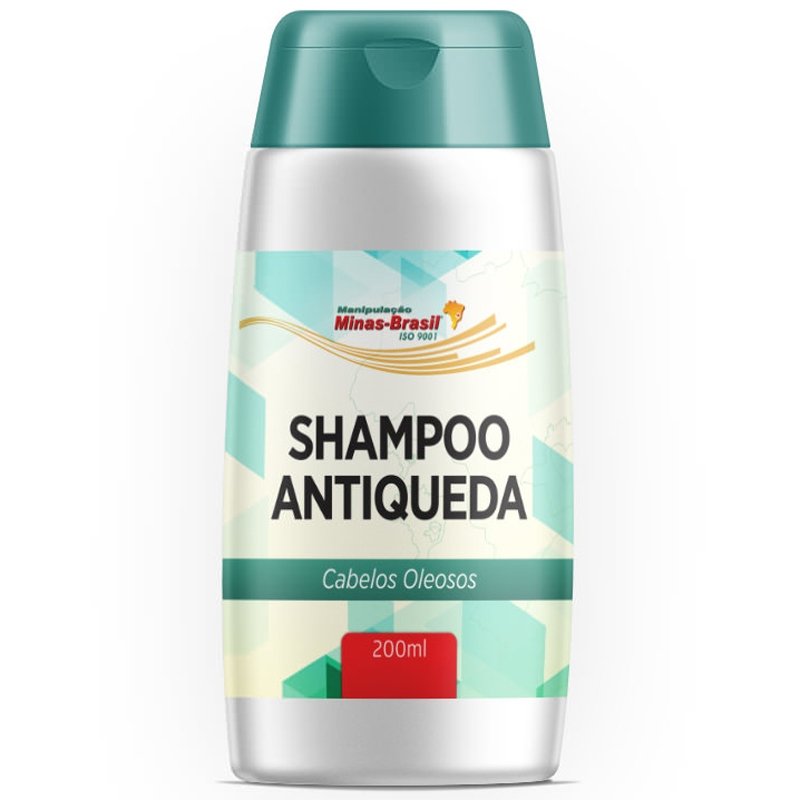 Manipulação
Minas-Brasil
ISO 9001
SHAMPOO
ANTIQUEDA
Cabelos Oleosos
200ml